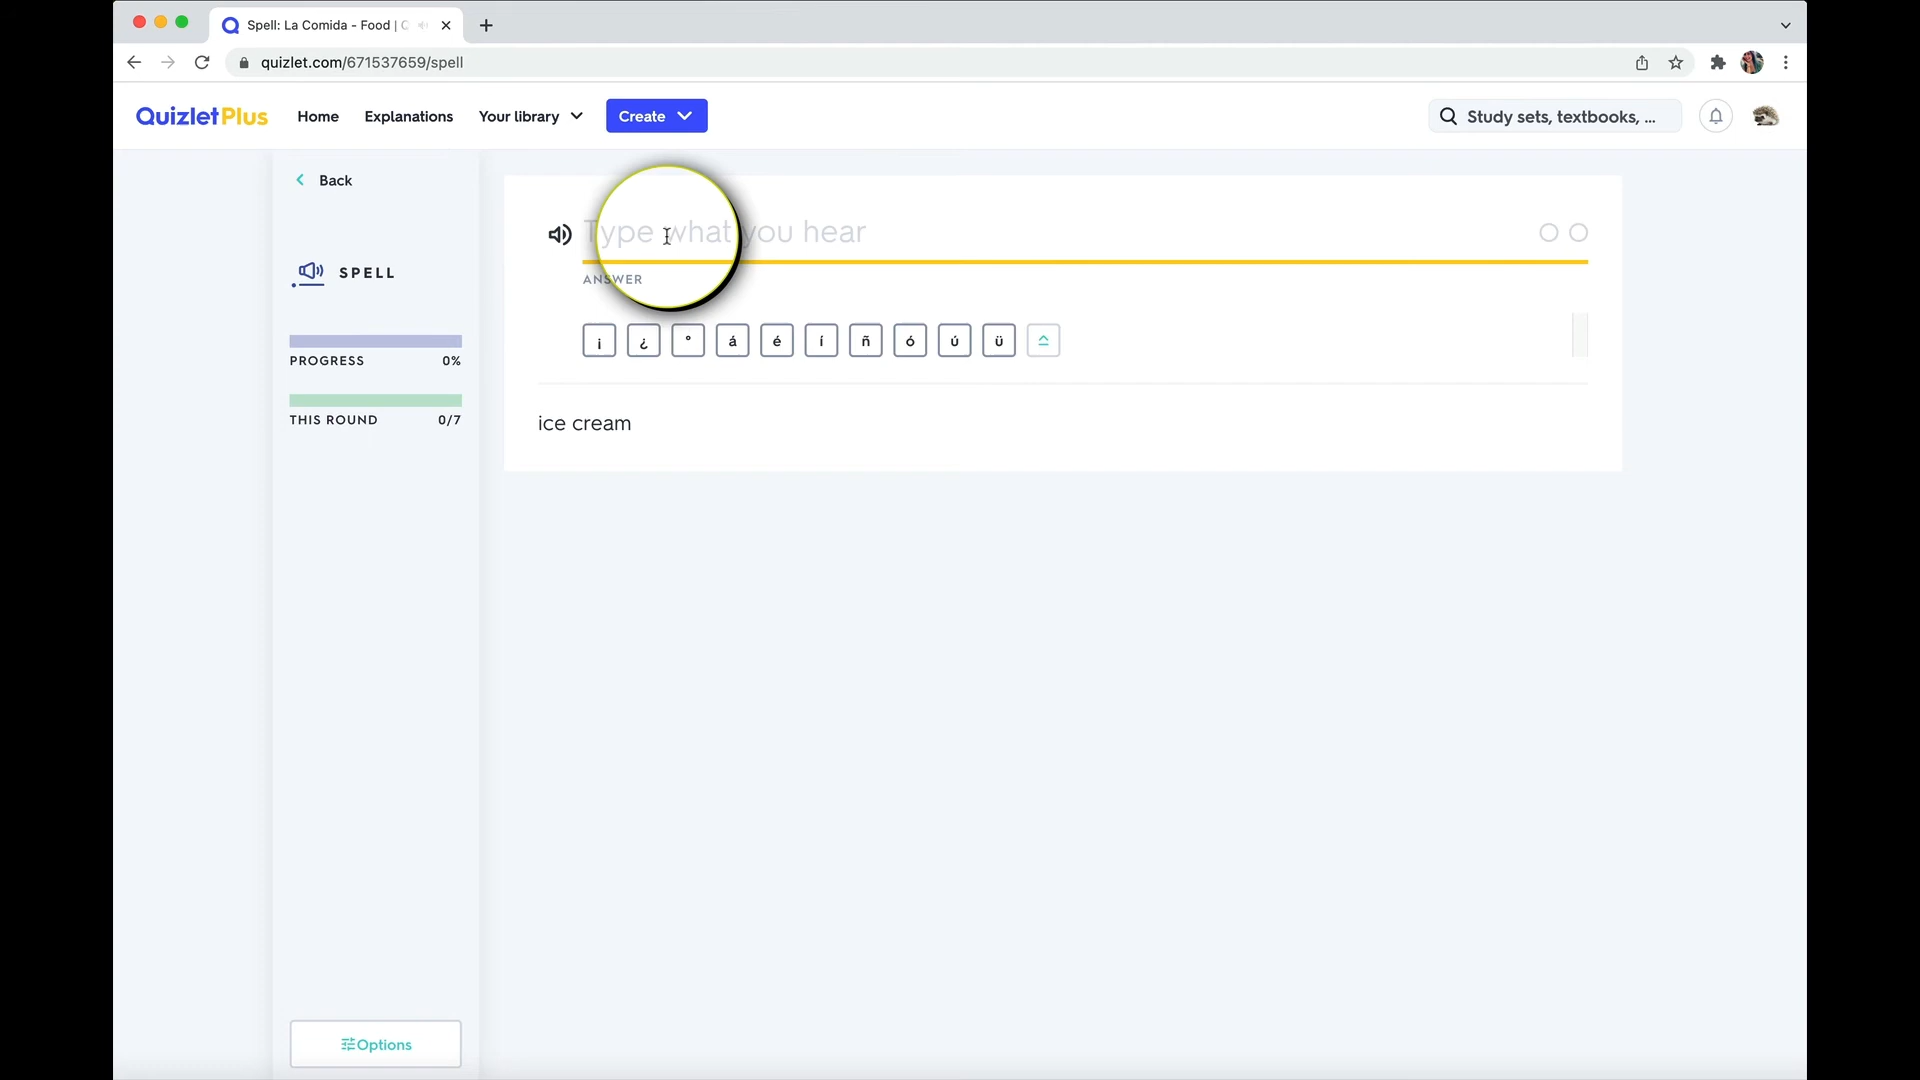 Spell: La Comida - Food |
quizlet.com/671537659/spell
QuizletPlus
Home
Explanations
Your library
Create
Study sets, textbooks, ...
Back
SPELL
PROGRESS 0%
THIS ROUND 0/7
Type what you hear
ANSWER
¡ ¿ ° á é í ñ ó ú ü
ice cream
Options